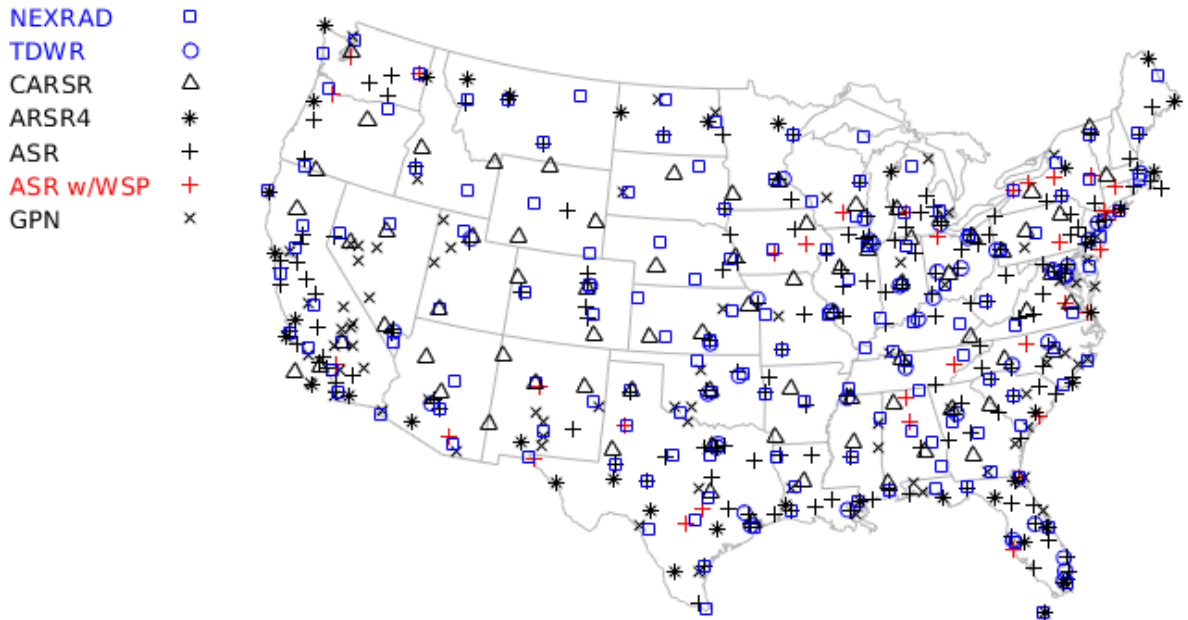 NEXRAD
TDWR
CARSR
ARSR4
ASR
ASR w/WSP
GPN